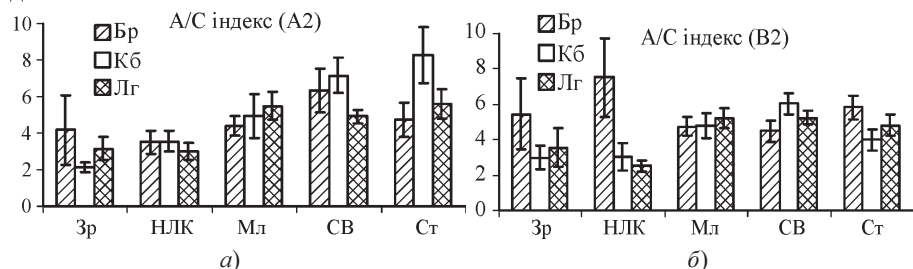 А/С індекс (А2)
10
8
6
4
2
0
Бр
Кб
Лг
Зр НЛК Мл СВ Ст
а)
А/С індекс (В2)
10
8
6
4
2
0
Бр
Кб
Лг
Зр НЛК Мл СВ Ст
б)